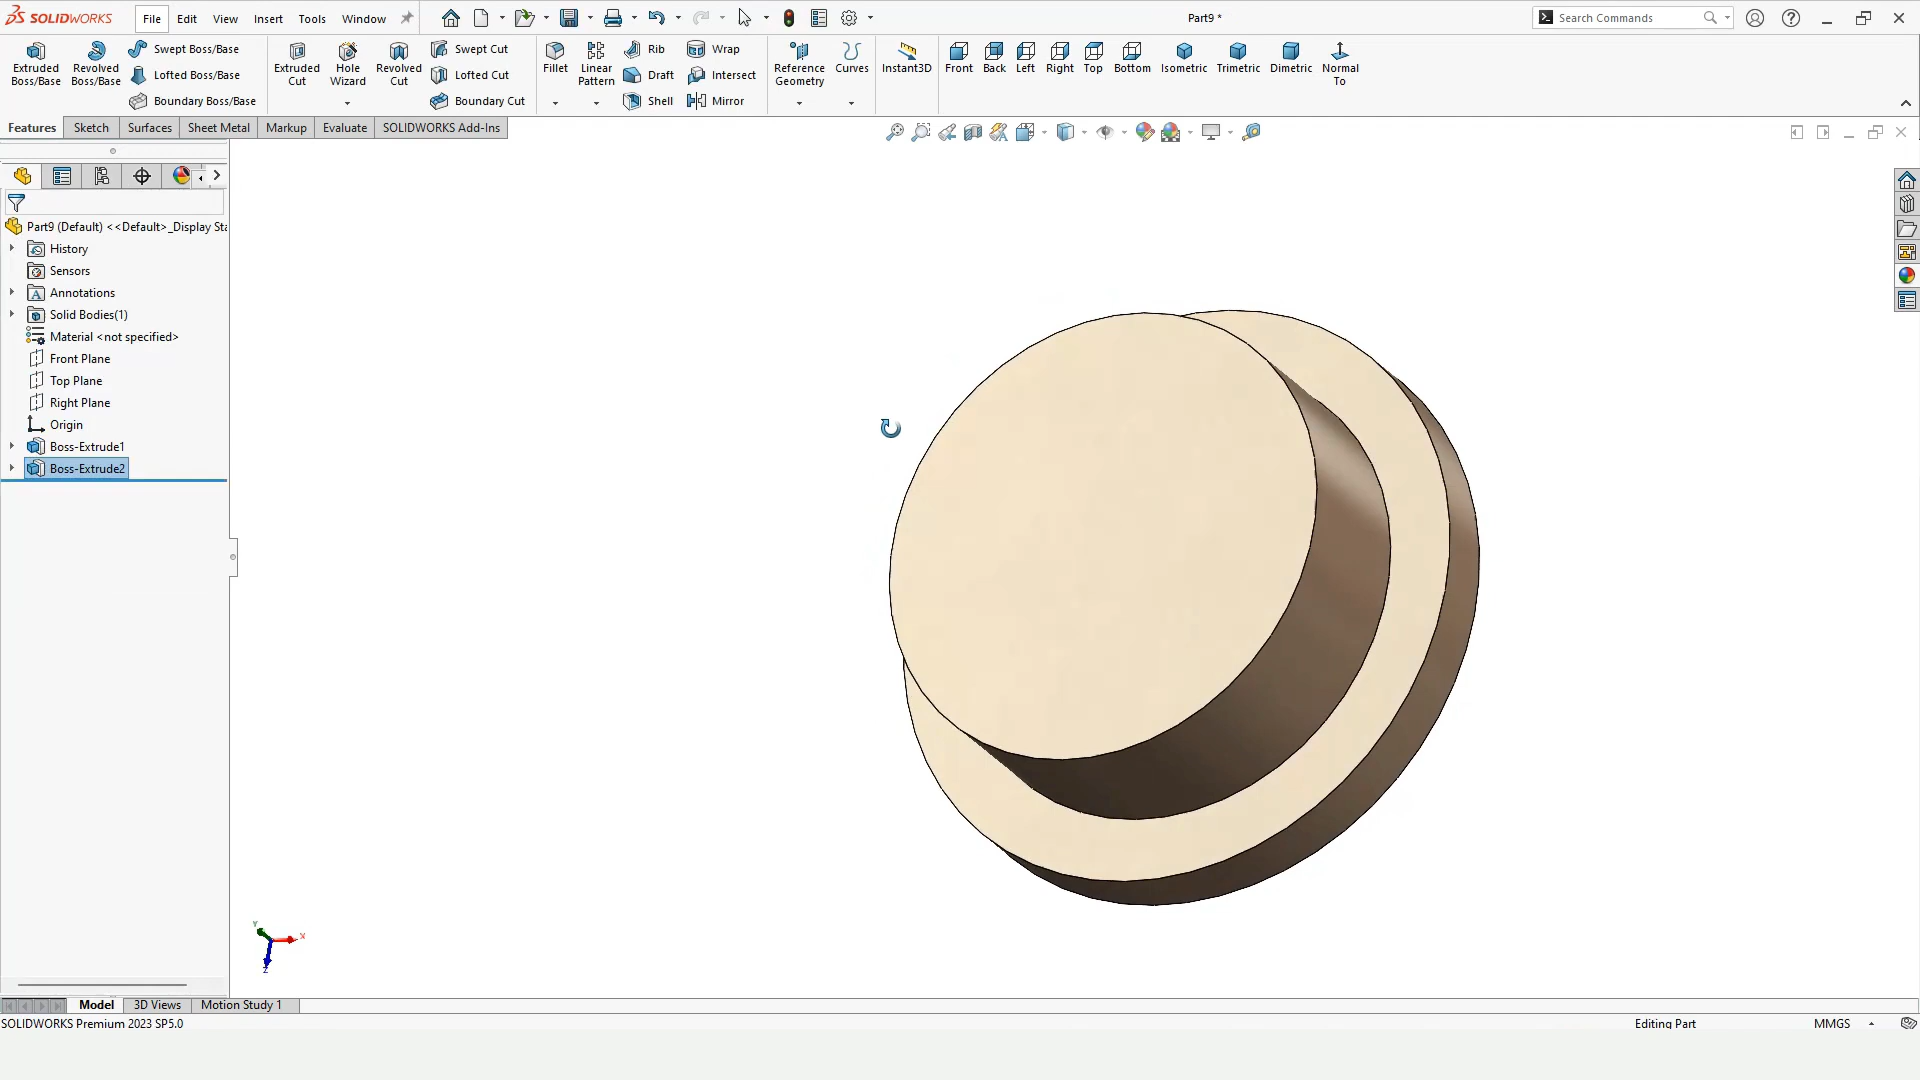 SOLIDWORKS File Edit View Insert Tools Window Part9 * Search Commands
Extruded Boss/Base
Revolved Boss/Base
Swept Boss/Base
Lofted Boss/Base
Boundary Boss/Base
Extruded Cut
Hole Wizard
Revolved Cut
Swept Cut
Lofted Cut
Boundary Cut
Fillet
Linear Pattern
Rib
Draft
Shell
Wrap
Intersect
Mirror
Reference Geometry
Curves
Instant3D
Front Back Left Right Top Bottom Isometric Trimetric Dimetric Normal To
Features Sketch Surfaces Sheet Metal Markup Evaluate SOLIDWORKS Add-Ins
Part9 (Default) <<Default>_Display Sta
History
Sensors
Annotations
Solid Bodies(1)
Material <not specified>
Front Plane
Top Plane
Right Plane
Origin
Boss-Extrude1
Boss-Extrude2
Y
X
Z
Model 3D Views Motion Study 1
SOLIDWORKS Premium 2023 SP5.0 Editing Part MMGS